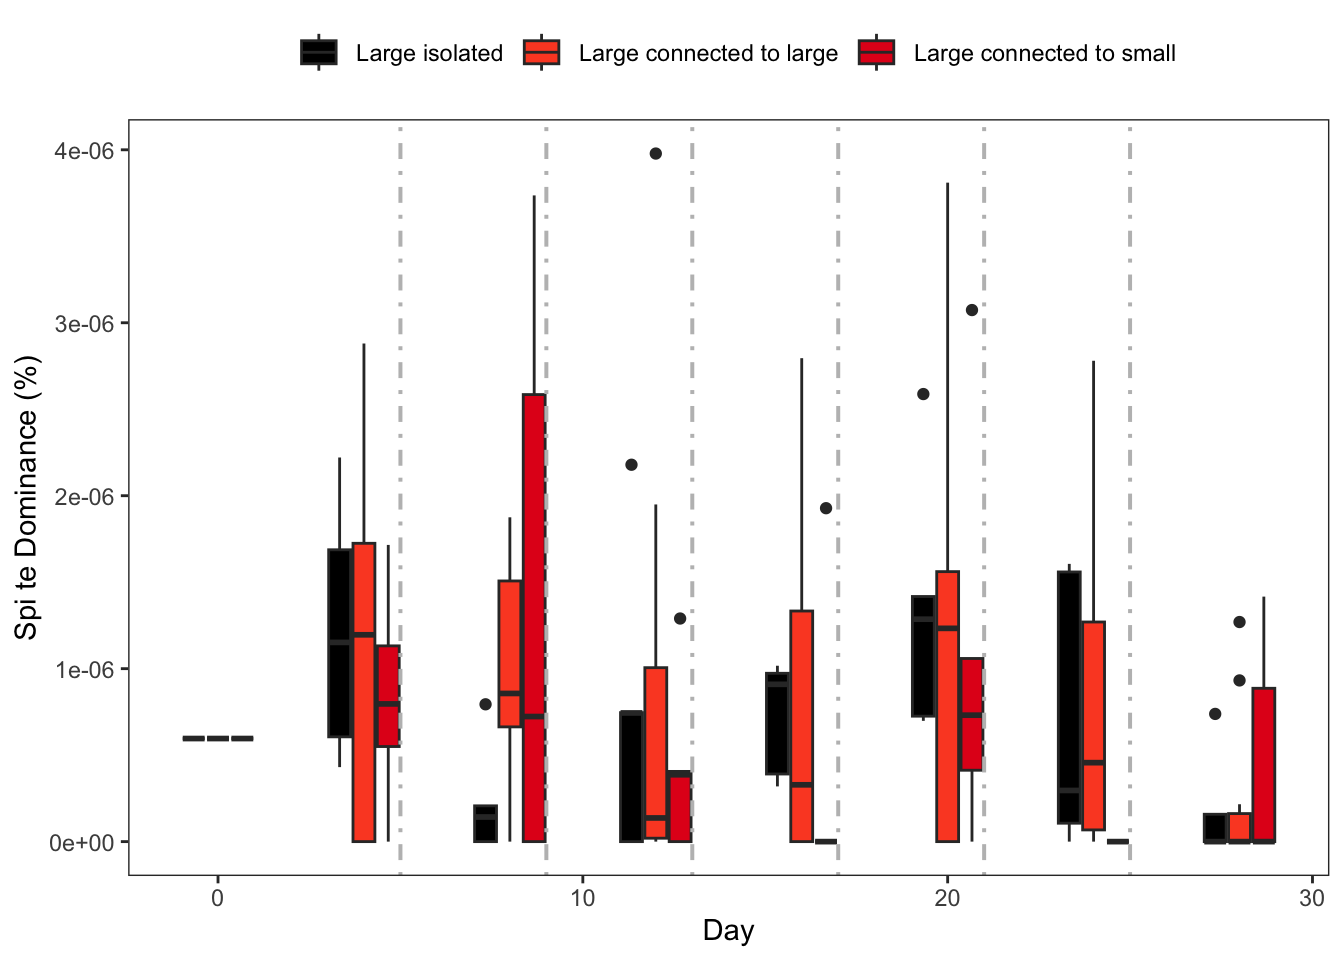 Large isolated Large connected to large Large connected to small
4e-06
3e-06
2e-06
1e-06
0e+00
Spi te Dominance (%)
0 10 20 30
Day